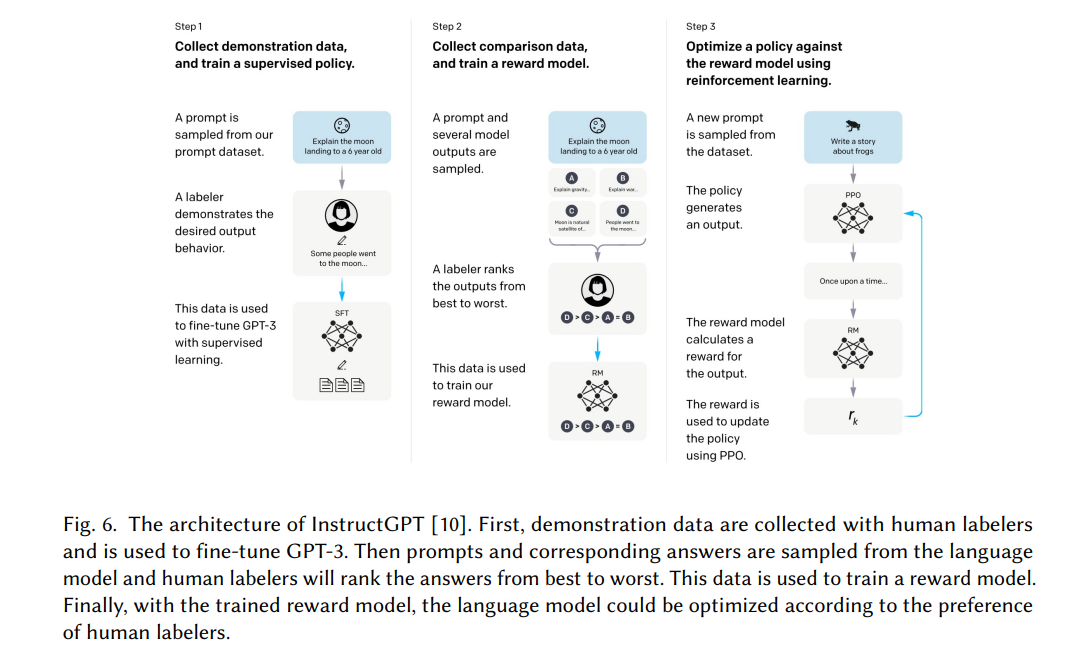 Step 1
Collect demonstration data,
and train a supervised policy.
A prompt is
sampled from our
prompt dataset.
Explain the moon
landing to a 6 year old
A labeler
demonstrates the
desired output
behavior.
Some people went
to the moon...
This data is used
to fine-tune GPT-3
with supervised
learning.
SFT
Step 2
Collect comparison data,
and train a reward model.
A prompt and
several model
outputs are
sampled.
Explain the moon
landing to a 6 year old
A
Explain gravity...
B
Explain war...
C
Moon is natural
satellite of...
D
People went to
the moon...
A labeler ranks
the outputs from
best to worst.
D > C > A = B
This data is used
to train our
reward model.
RM
D > C > A = B
Step 3
Optimize a policy against
the reward model using
reinforcement learning.
A new prompt
is sampled from
the dataset.
Write a story
about frogs
The policy
generates
an output.
PPO
Once upon a time...
The reward model
calculates a
reward for
the output.
RM
The reward is
used to update
the policy
using PPO.
rk
Fig. 6. The architecture of InstructGPT [10]. First, demonstration data are collected with human labelers
and is used to fine-tune GPT-3. Then prompts and corresponding answers are sampled from the language
model and human labelers will rank the answers from best to worst. This data is used to train a reward model.
Finally, with the trained reward model, the language model could be optimized according to the preference
of human labelers.